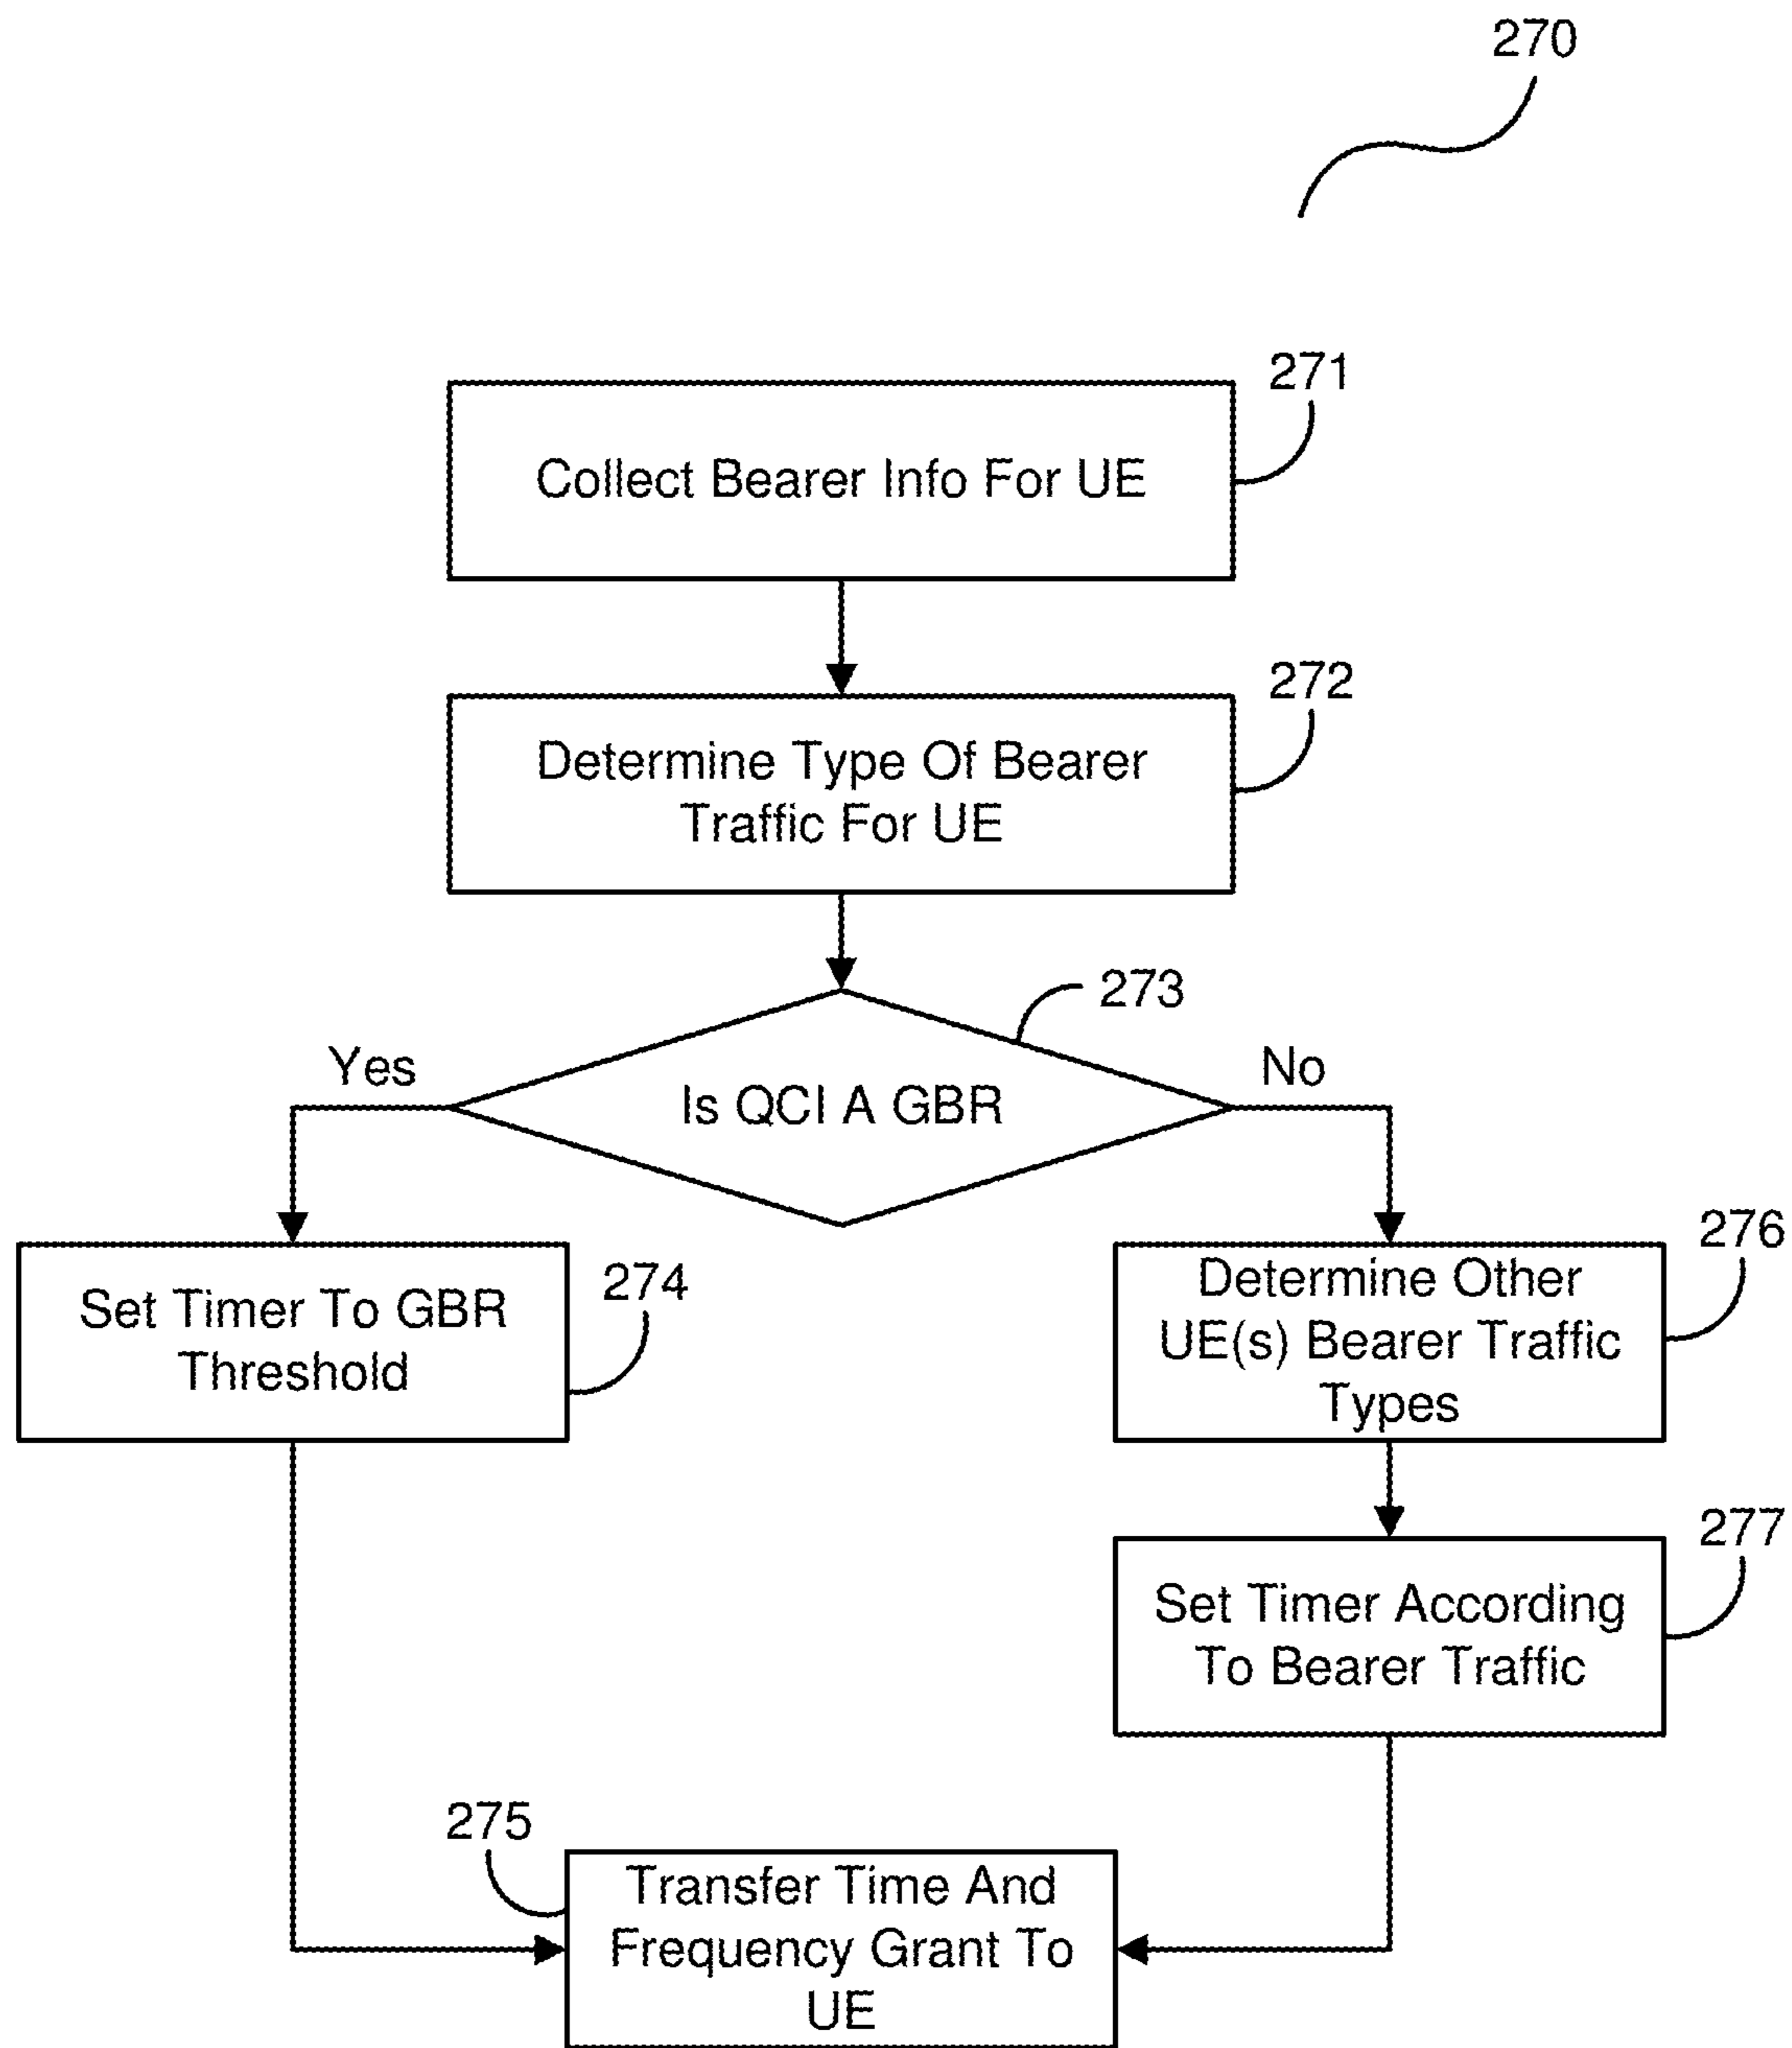 270
271
Collect Bearer Info For UE
272
Determine Type Of Bearer
Traffic For UE
273
Yes
No
Is QCI A GBR
276
274
Set Timer To GBR
Threshold
Determine Other
UE(s) Bearer Traffic
Types
277
Set Timer According
To Bearer Traffic
275
Transfer Time And
Frequency Grant To
UE